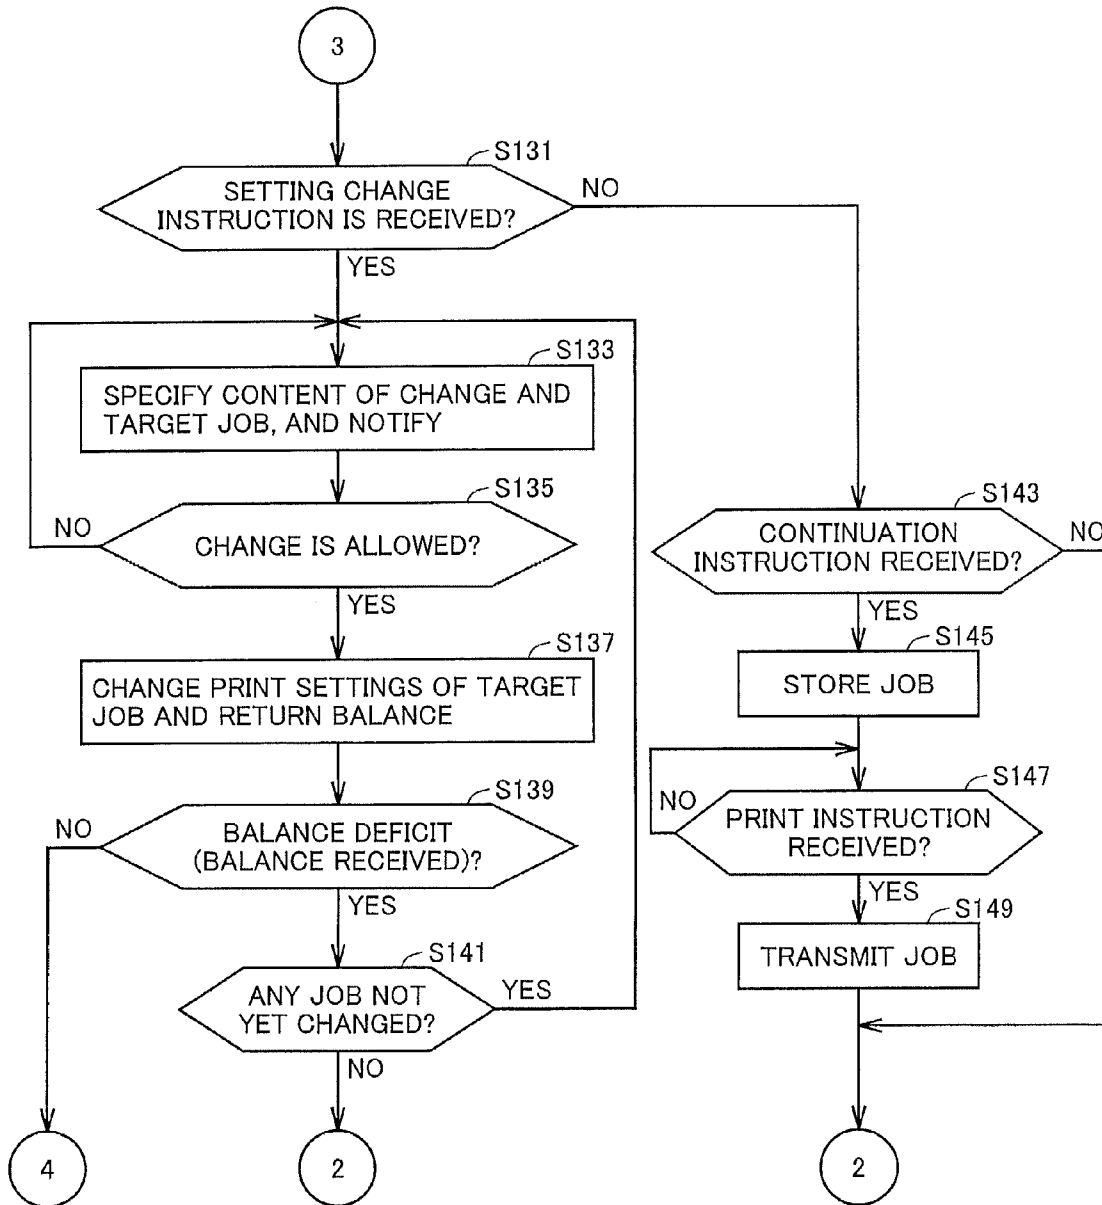 3
S131
SETTING CHANGE
INSTRUCTION IS RECEIVED?
NO
YES
S133
SPECIFY CONTENT OF CHANGE AND
TARGET JOB, AND NOTIFY
S135
NO
CHANGE IS ALLOWED?
YES
S137
CHANGE PRINT SETTINGS OF TARGET
JOB AND RETURN BALANCE
S139
NO
BALANCE DEFICIT
(BALANCE RECEIVED)?
YES
S141
ANY JOB NOT
YET CHANGED?
YES
NO
4
2
S143
CONTINUATION
INSTRUCTION RECEIVED?
NO
YES
S145
STORE JOB
S147
NO
PRINT INSTRUCTION
RECEIVED?
YES
S149
TRANSMIT JOB
2